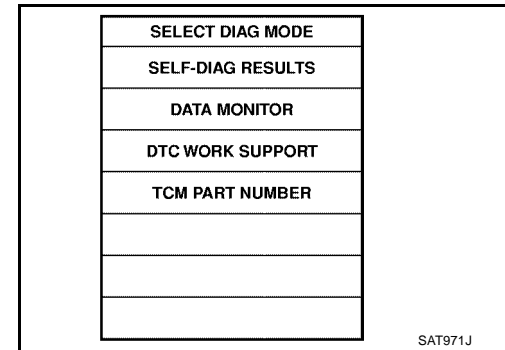 SELECT DIAG MODE
SELF-DIAG RESULTS
DATA MONITOR
DTC WORK SUPPORT
TCM PART NUMBER
SAT971J